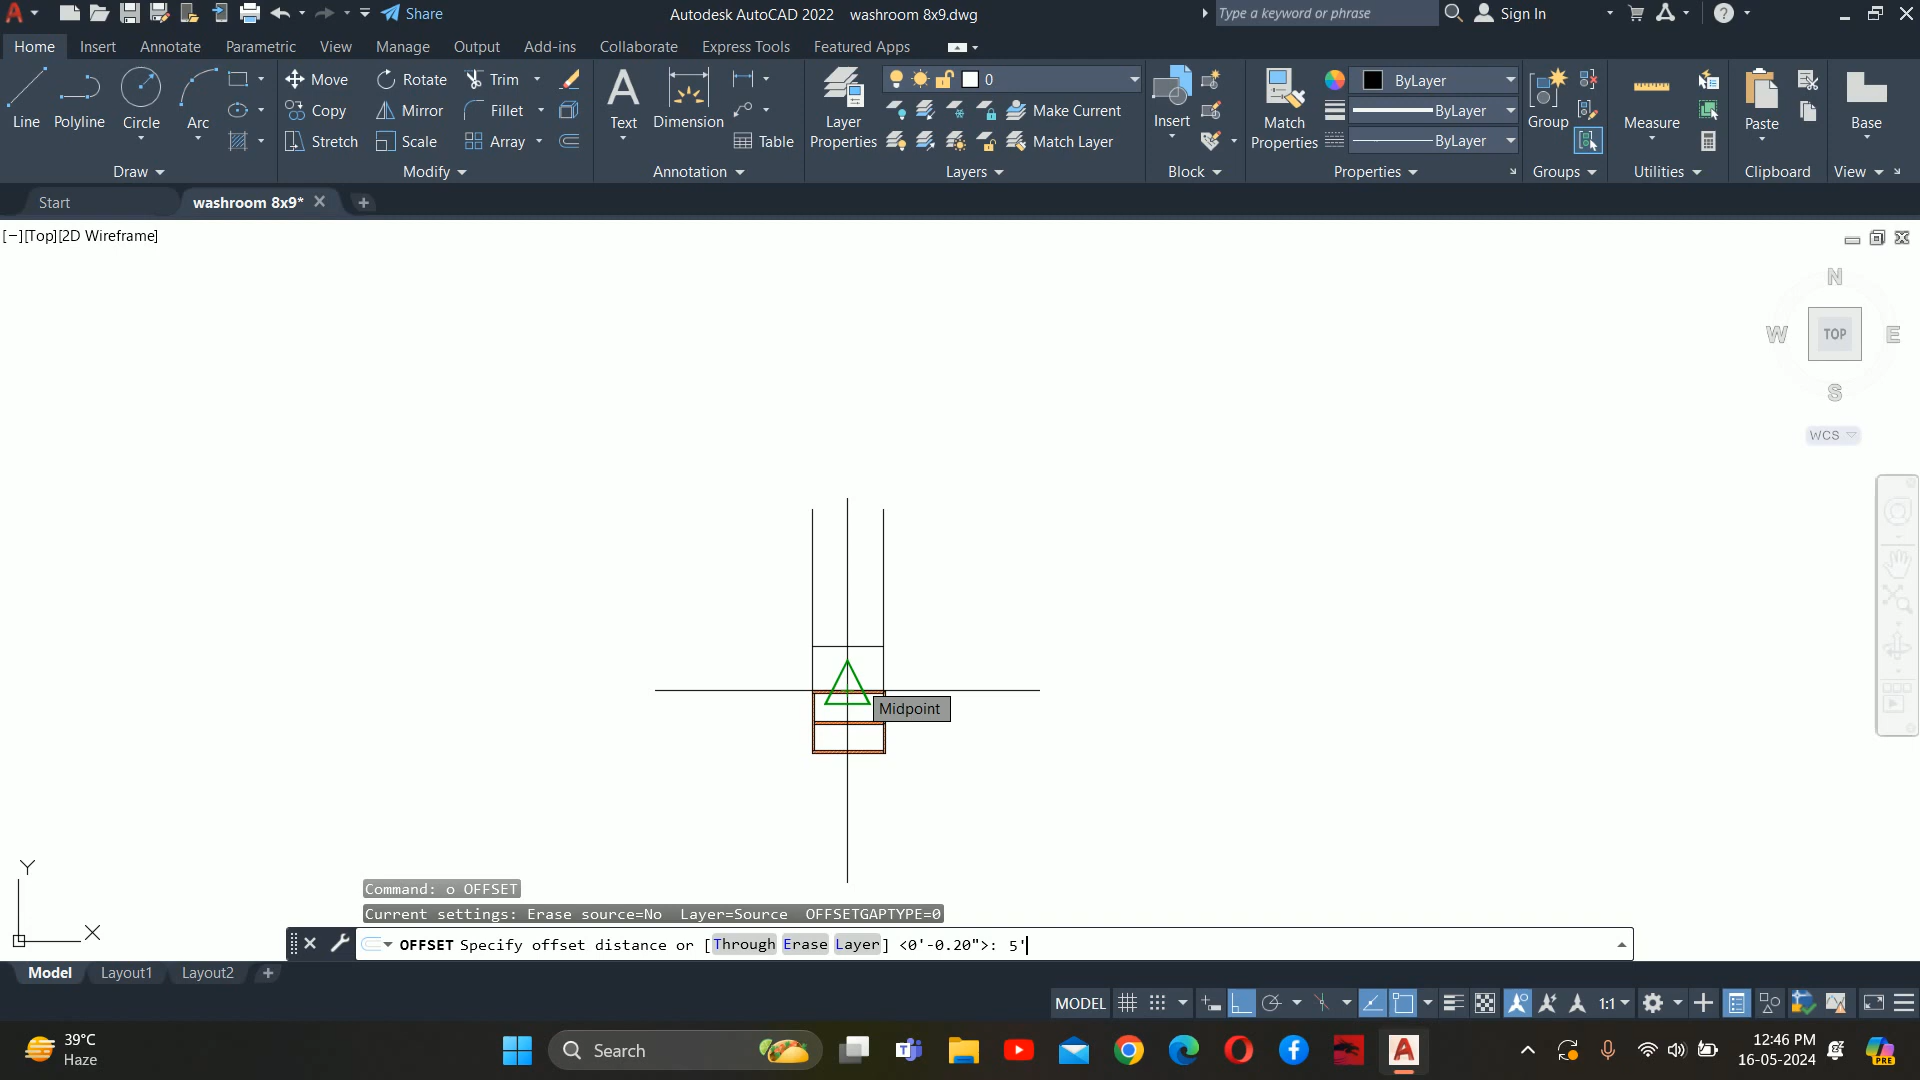 Share
Autodesk AutoCAD 2022 washroom 8x9.dwg
Type a keyword or phrase
Sign In
Home Insert Annotate Parametric View Manage Output Add-ins Collaborate Express Tools Featured Apps
Line Polyline Circle Arc
Move Rotate Trim
Copy Mirror Fillet
Stretch Scale Array
Text Dimension Table
Layer Properties
0
Make Current
Match Layer
Insert
Match Properties
ByLayer
ByLayer
ByLayer
Group
Measure
Paste
Base
Draw Modify Annotation Layers Block Properties Groups Utilities Clipboard View
Start washroom 8x9*
[−][Top][2D Wireframe]
N
W TOP E
S
WCS
Midpoint
Y
X
Command: o OFFSET
Current settings: Erase source=No Layer=Source OFFSETGAPTYPE=0
OFFSET Specify offset distance or [Through Erase Layer] <0'-0.20">: 5'
Model Layout1 Layout2
MODEL 1:1
39°C
Haze
Search
12:46 PM
16-05-2024
PRE